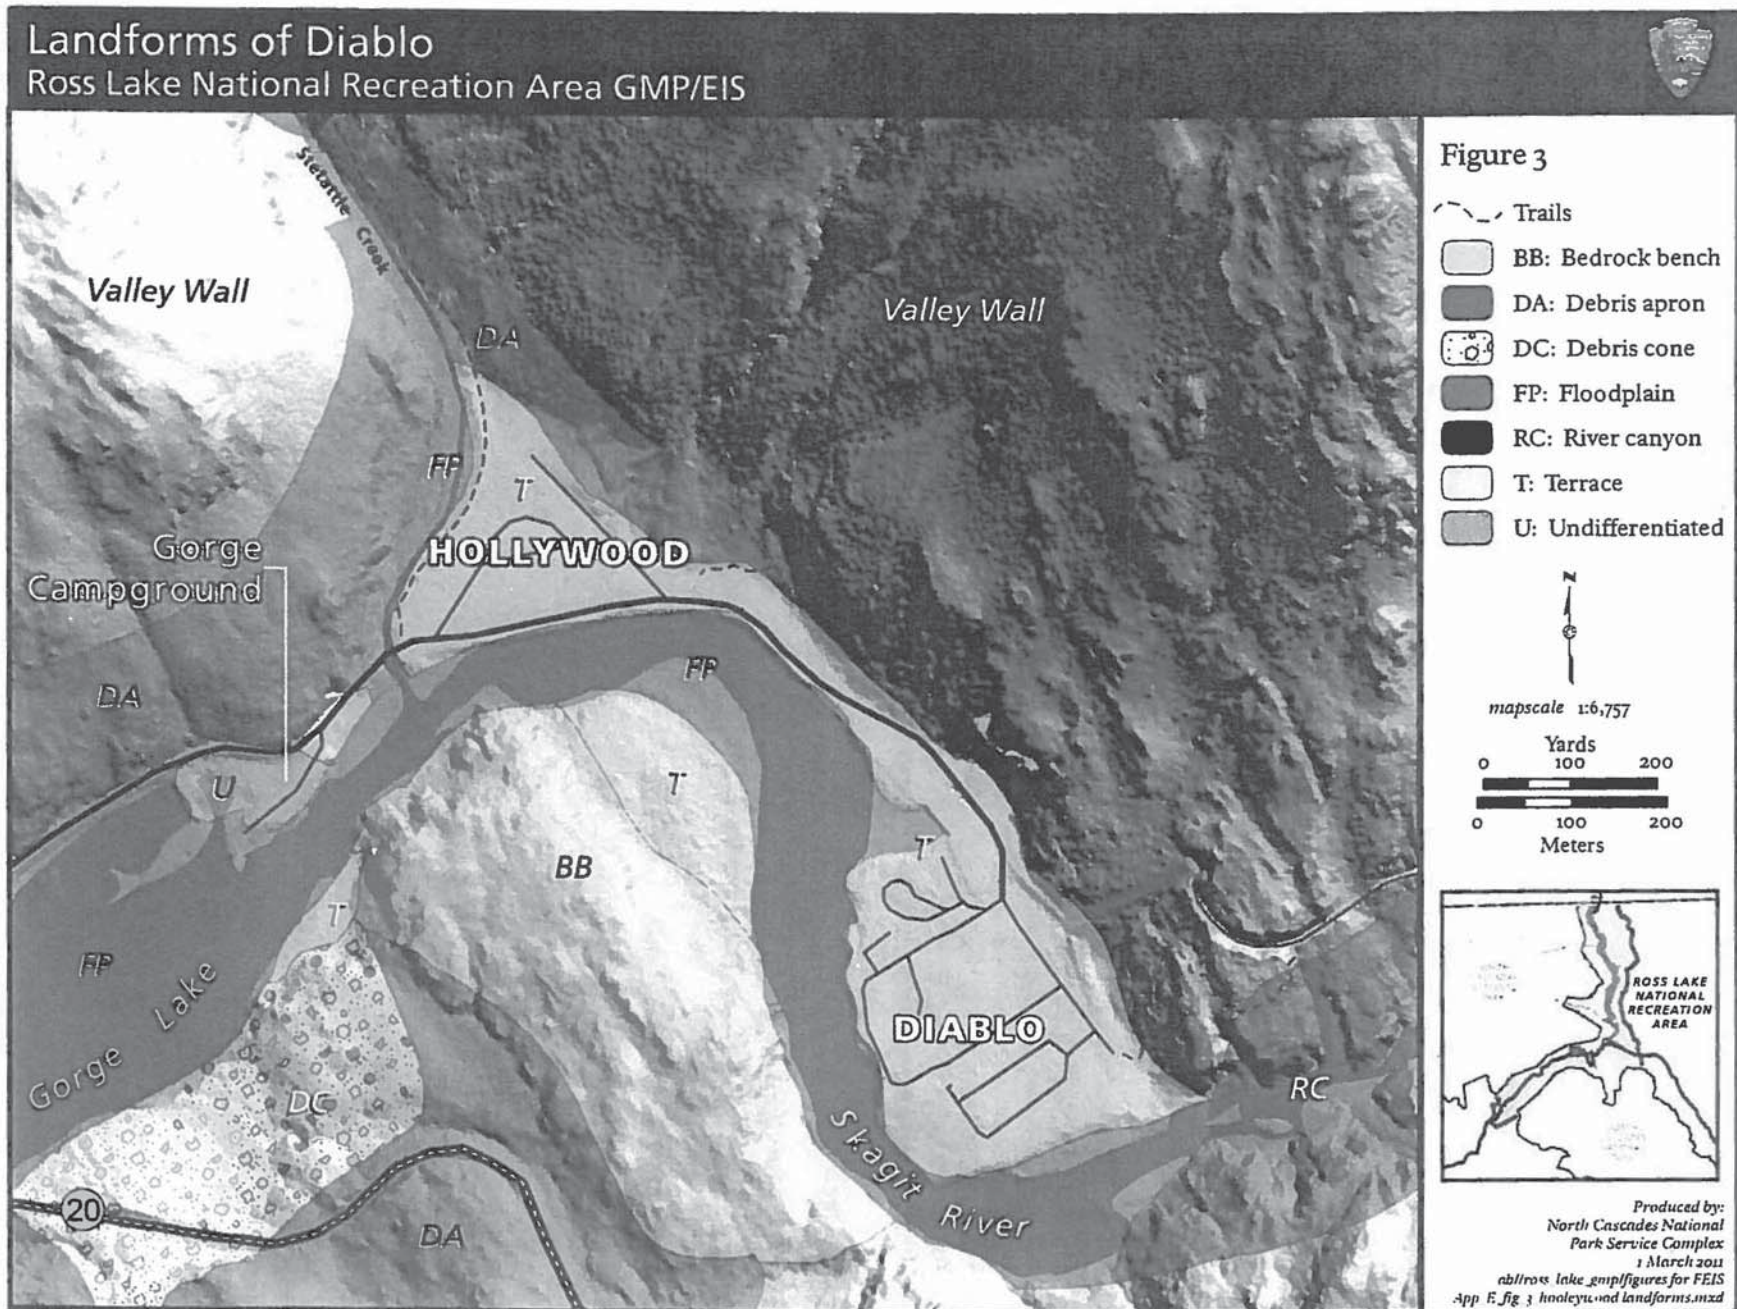 Landforms of Diablo
Ross Lake National Recreation Area GMP/EIS
Stetattle Creek
Valley Wall
Valley Wall
DA
FP
T
HOLLYWOOD
Gorge
Campground
DA
FP
U
T
BB
T
T
FP
Gorge Lake
DIABLO
DC
RC
Skagit River
20
DA
Figure 3
Trails
BB: Bedrock bench
DA: Debris apron
DC: Debris cone
FP: Floodplain
RC: River canyon
T: Terrace
U: Undifferentiated
N
mapscale 1:6,757
Yards
0 100 200
0 100 200
Meters
ROSS LAKE
NATIONAL
RECREATION
AREA
Produced by:
North Cascades National
Park Service Complex
1 March 2011
App_E_fig_3